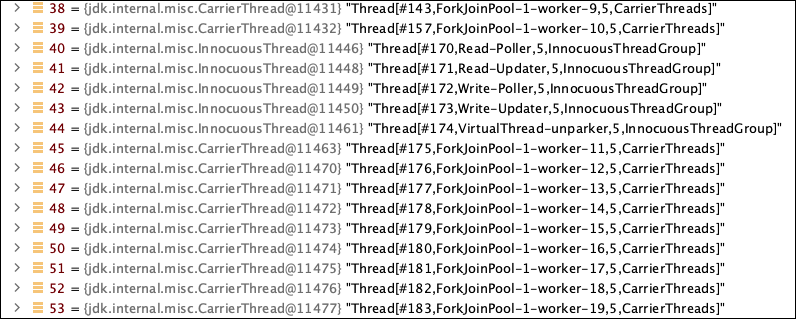 38 = {jdk.internal.misc.CarrierThread@11431} "Thread[#143,ForkJoinPool-1-worker-9,5,CarrierThreads]"
39 = {jdk.internal.misc.CarrierThread@11432} "Thread[#157,ForkJoinPool-1-worker-10,5,CarrierThreads]"
40 = {jdk.internal.misc.InnocuousThread@11446} "Thread[#170,Read-Poller,5,InnocuousThreadGroup]"
41 = {jdk.internal.misc.InnocuousThread@11448} "Thread[#171,Read-Updater,5,InnocuousThreadGroup]"
42 = {jdk.internal.misc.InnocuousThread@11449} "Thread[#172,Write-Poller,5,InnocuousThreadGroup]"
43 = {jdk.internal.misc.InnocuousThread@11450} "Thread[#173,Write-Updater,5,InnocuousThreadGroup]"
44 = {jdk.internal.misc.InnocuousThread@11461} "Thread[#174,VirtualThread-unparker,5,InnocuousThreadGroup]"
45 = {jdk.internal.misc.CarrierThread@11463} "Thread[#175,ForkJoinPool-1-worker-11,5,CarrierThreads]"
46 = {jdk.internal.misc.CarrierThread@11470} "Thread[#176,ForkJoinPool-1-worker-12,5,CarrierThreads]"
47 = {jdk.internal.misc.CarrierThread@11471} "Thread[#177,ForkJoinPool-1-worker-13,5,CarrierThreads]"
48 = {jdk.internal.misc.CarrierThread@11472} "Thread[#178,ForkJoinPool-1-worker-14,5,CarrierThreads]"
49 = {jdk.internal.misc.CarrierThread@11473} "Thread[#179,ForkJoinPool-1-worker-15,5,CarrierThreads]"
50 = {jdk.internal.misc.CarrierThread@11474} "Thread[#180,ForkJoinPool-1-worker-16,5,CarrierThreads]"
51 = {jdk.internal.misc.CarrierThread@11475} "Thread[#181,ForkJoinPool-1-worker-17,5,CarrierThreads]"
52 = {jdk.internal.misc.CarrierThread@11476} "Thread[#182,ForkJoinPool-1-worker-18,5,CarrierThreads]"
53 = {jdk.internal.misc.CarrierThread@11477} "Thread[#183,ForkJoinPool-1-worker-19,5,CarrierThreads]"